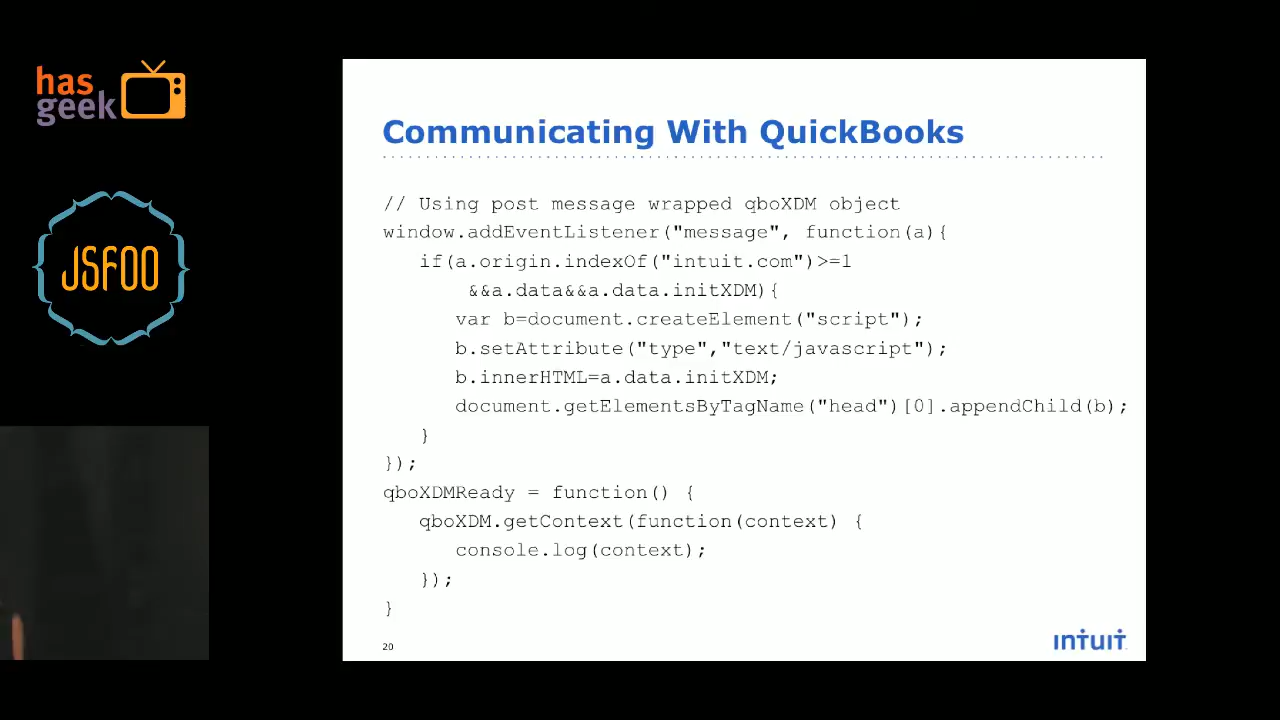 has
geek
JSFOO
Communicating With QuickBooks
// Using post message wrapped qboXDM object
window.addEventListener("message", function(a){
if(a.origin.indexOf("intuit.com")>=1
&&a.data&&a.data.initXDM){
var b=document.createElement("script");
b.setAttribute("type","text/javascript");
b.innerHTML=a.data.initXDM;
document.getElementsByTagName("head")[0].appendChild(b);
}
});
qboXDMReady = function() {
qboXDM.getContext(function(context) {
console.log(context);
});
}
20
intuit